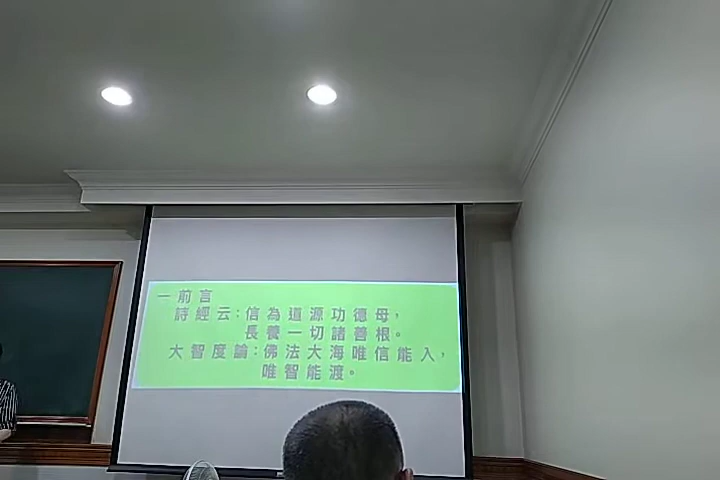 一前言
詩經云:信為道源功德母,
長養一切諸善根。
大智度論:佛法大海唯信能入,
唯智能渡。